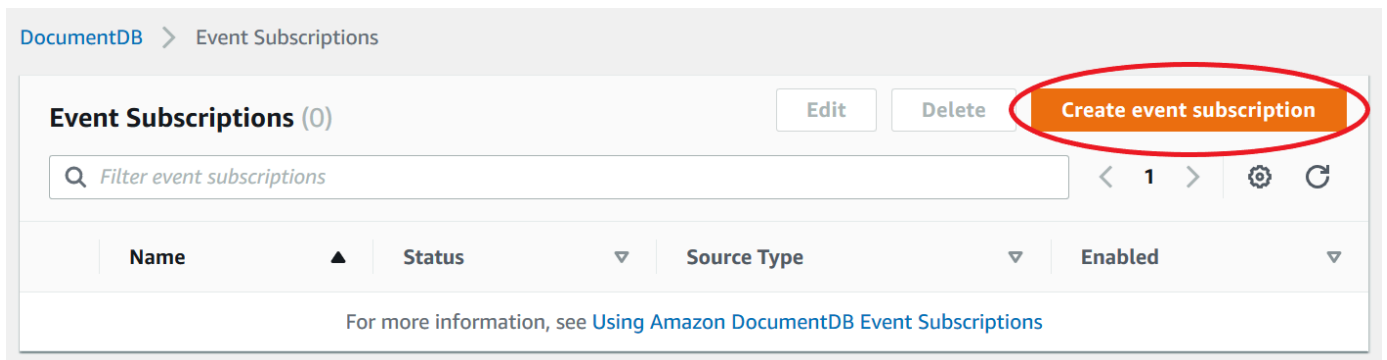 DocumentDB > Event Subscriptions
Event Subscriptions (0) Edit Delete Create event subscription
Filter event subscriptions < 1 >
Name Status Source Type Enabled
For more information, see Using Amazon DocumentDB Event Subscriptions